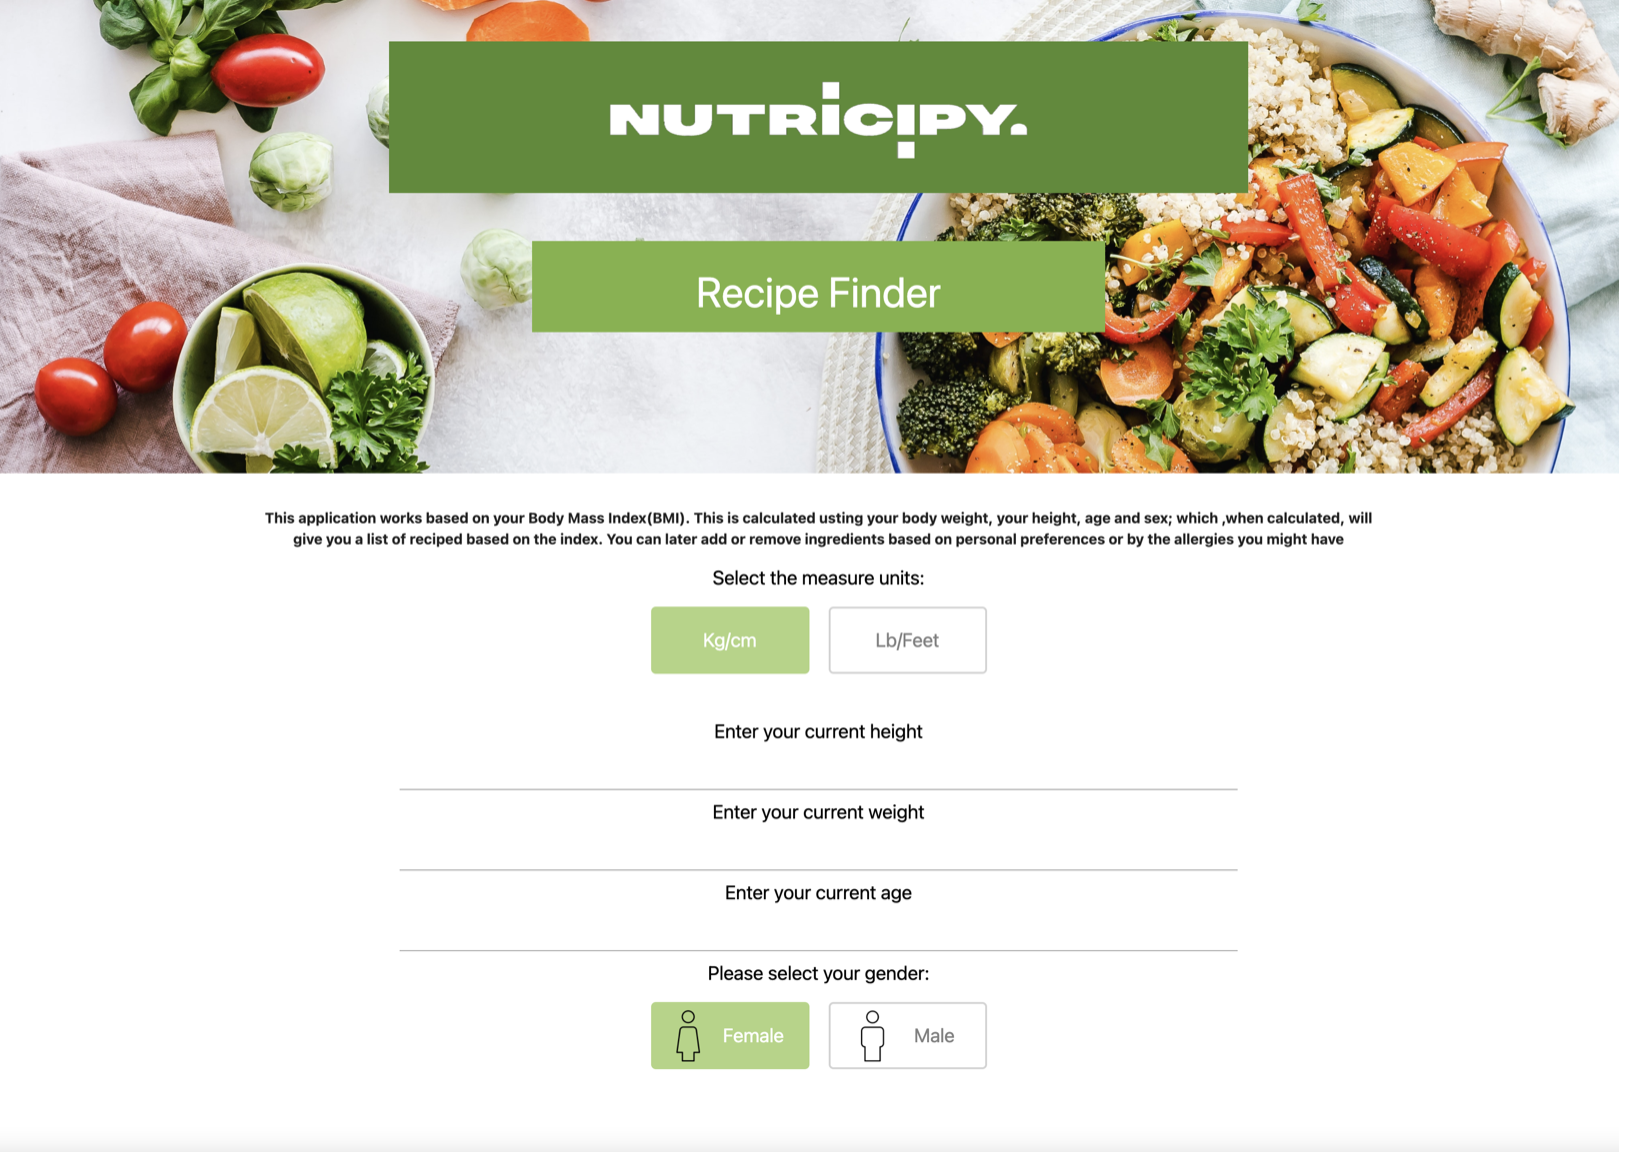 NUTRICIPY.
Recipe Finder
This application works based on your Body Mass Index(BMI). This is calculated usting your body weight, your height, age and sex; which ,when calculated, will
give you a list of reciped based on the index. You can later add or remove ingredients based on personal preferences or by the allergies you might have
Select the measure units:
Kg/cm Lb/Feet
Enter your current height
Enter your current weight
Enter your current age
Please select your gender:
Female Male